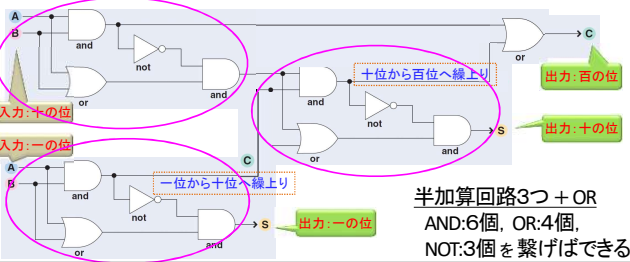 A
B
and
not
or
and
入力:十の位
十位から百位へ繰上り
and
not
or
and
or
C
出力:百の位
S
出力:十の位
入力:一の位
A
B
and
not
or
and
C
一位から十位へ繰上り
S
出力:一の位
半加算回路3つ + OR
AND:6個, OR:4個,
NOT:3個を繋げばできる